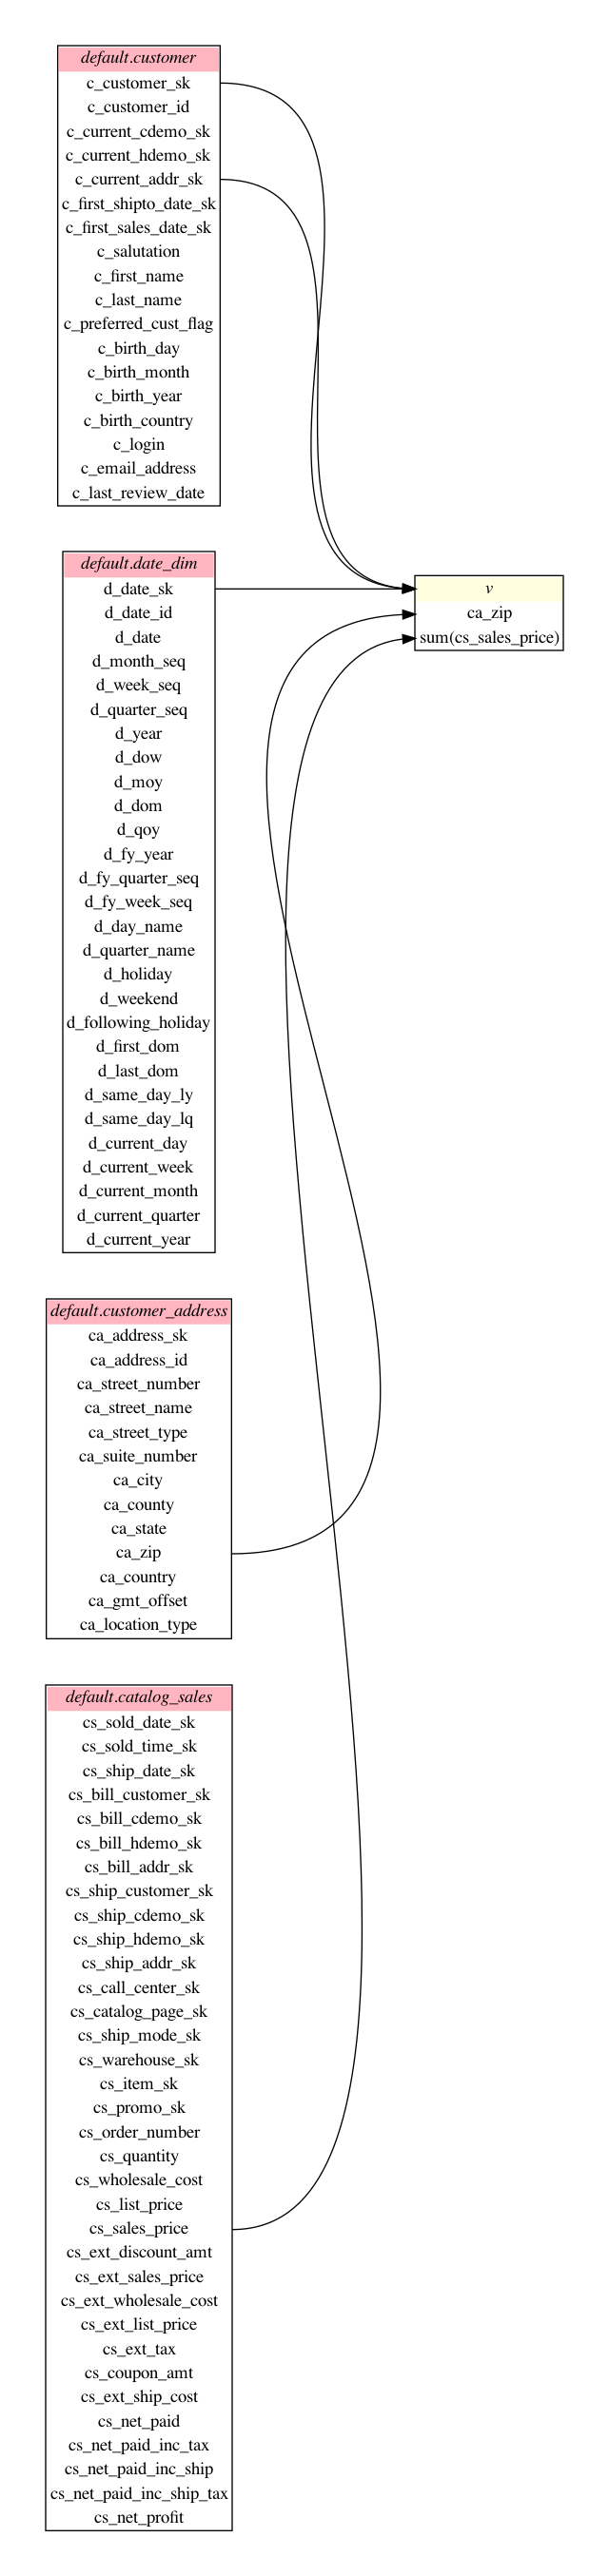 default.customer
c_customer_sk
c_customer_id
c_current_cdemo_sk
c_current_hdemo_sk
c_current_addr_sk
c_first_shipto_date_sk
c_first_sales_date_sk
c_salutation
c_first_name
c_last_name
c_preferred_cust_flag
c_birth_day
c_birth_month
c_birth_year
c_birth_country
c_login
c_email_address
c_last_review_date
default.date_dim
d_date_sk
d_date_id
d_date
d_month_seq
d_week_seq
d_quarter_seq
d_year
d_dow
d_moy
d_dom
d_qoy
d_fy_year
d_fy_quarter_seq
d_fy_week_seq
d_day_name
d_quarter_name
d_holiday
d_weekend
d_following_holiday
d_first_dom
d_last_dom
d_same_day_ly
d_same_day_lq
d_current_day
d_current_week
d_current_month
d_current_quarter
d_current_year
default.customer_address
ca_address_sk
ca_address_id
ca_street_number
ca_street_name
ca_street_type
ca_suite_number
ca_city
ca_county
ca_state
ca_zip
ca_country
ca_gmt_offset
ca_location_type
default.catalog_sales
cs_sold_date_sk
cs_sold_time_sk
cs_ship_date_sk
cs_bill_customer_sk
cs_bill_cdemo_sk
cs_bill_hdemo_sk
cs_bill_addr_sk
cs_ship_customer_sk
cs_ship_cdemo_sk
cs_ship_hdemo_sk
cs_ship_addr_sk
cs_call_center_sk
cs_catalog_page_sk
cs_ship_mode_sk
cs_warehouse_sk
cs_item_sk
cs_promo_sk
cs_order_number
cs_quantity
cs_wholesale_cost
cs_list_price
cs_sales_price
cs_ext_discount_amt
cs_ext_sales_price
cs_ext_wholesale_cost
cs_ext_list_price
cs_ext_tax
cs_coupon_amt
cs_ext_ship_cost
cs_net_paid
cs_net_paid_inc_tax
cs_net_paid_inc_ship
cs_net_paid_inc_ship_tax
cs_net_profit
v
ca_zip
sum(cs_sales_price)